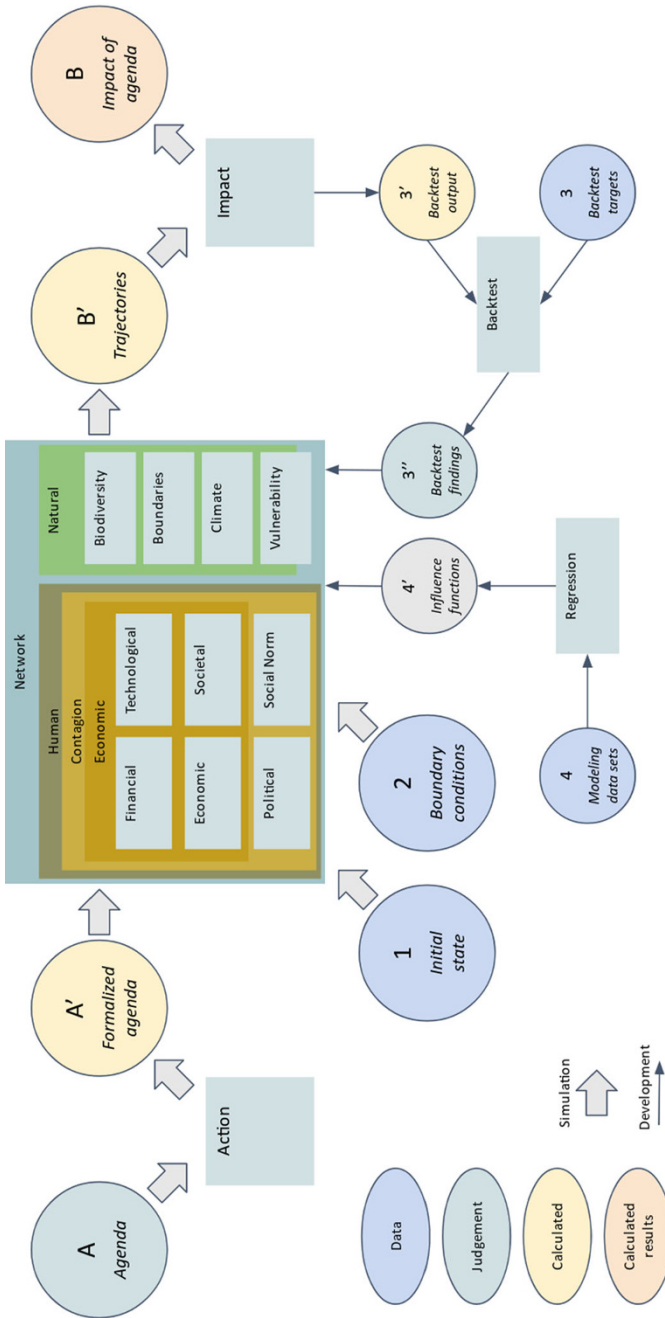 A
Agenda
Action
A'
Formalized
agenda
Network
Human
Contagion
Economic
Financial
Technological
Economic
Societal
Political
Social Norm
Natural
Biodiversity
Boundaries
Climate
Vulnerability
B'
Trajectories
Impact
B
Impact of
agenda
1
Initial
state
2
Boundary
conditions
4'
Influence
functions
3''
Backtest
findings
3'
Backtest
output
Backtest
3
Backtest
targets
4
Modeling
data sets
Regression
Data
Judgement
Calculated
Calculated
results
Simulation
Development